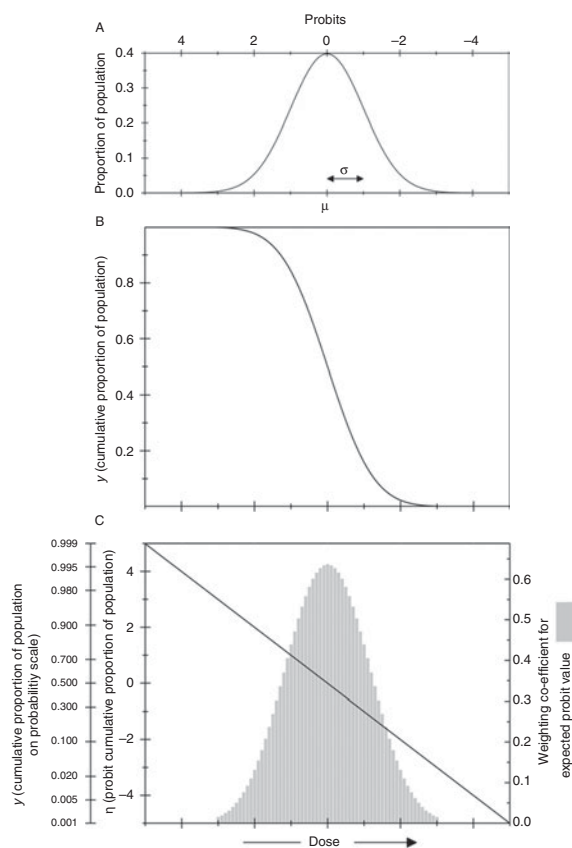 Probits
A
4 2 0 −2 −4
0.4
0.3
0.2
0.1
0.0
Proportion of population
σ
μ
B
0.8
0.6
0.4
0.2
y (cumulative proportion of population)
C
0.999
0.995
0.980
0.900
0.700
0.500
0.300
0.100
0.020
0.005
0.001
y (cumulative proportion of population
on probabilitiy scale)
4
2
0
−2
−4
η (probit cumulative proportion of population)
0.6
0.5
0.4
0.3
0.2
0.1
0.0
Weighting co-efficient for
expected probit value
Dose